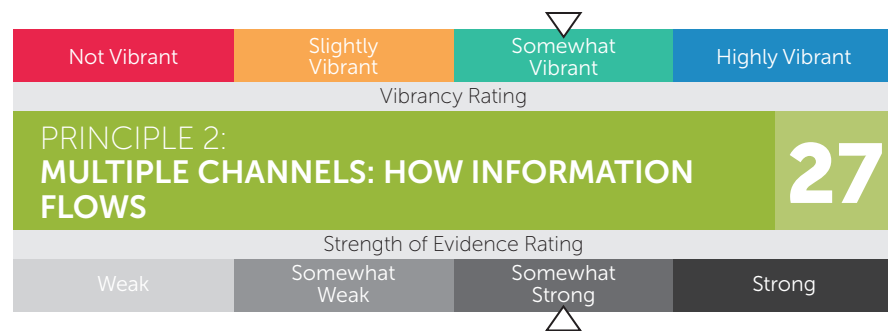 Not Vibrant
Slightly
Vibrant
Somewhat
Vibrant
Highly Vibrant
Vibrancy Rating
PRINCIPLE 2:
MULTIPLE CHANNELS: HOW INFORMATION
FLOWS
27
Strength of Evidence Rating
Weak
Somewhat
Weak
Somewhat
Strong
Strong